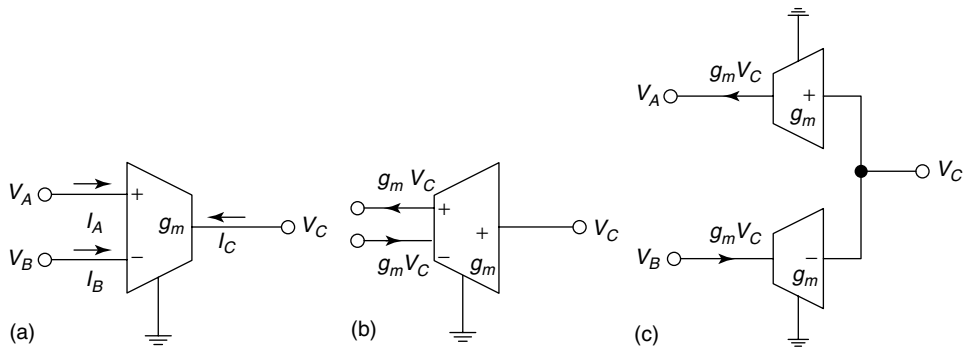 V_A
+
I_A
g_m
I_C
V_C
V_B
−
I_B
(a)
g_m V_C
+
+
V_C
−
g_m V_C
g_m
(b)
g_m V_C
V_A
+
g_m
V_C
g_m V_C
V_B
−
g_m
(c)